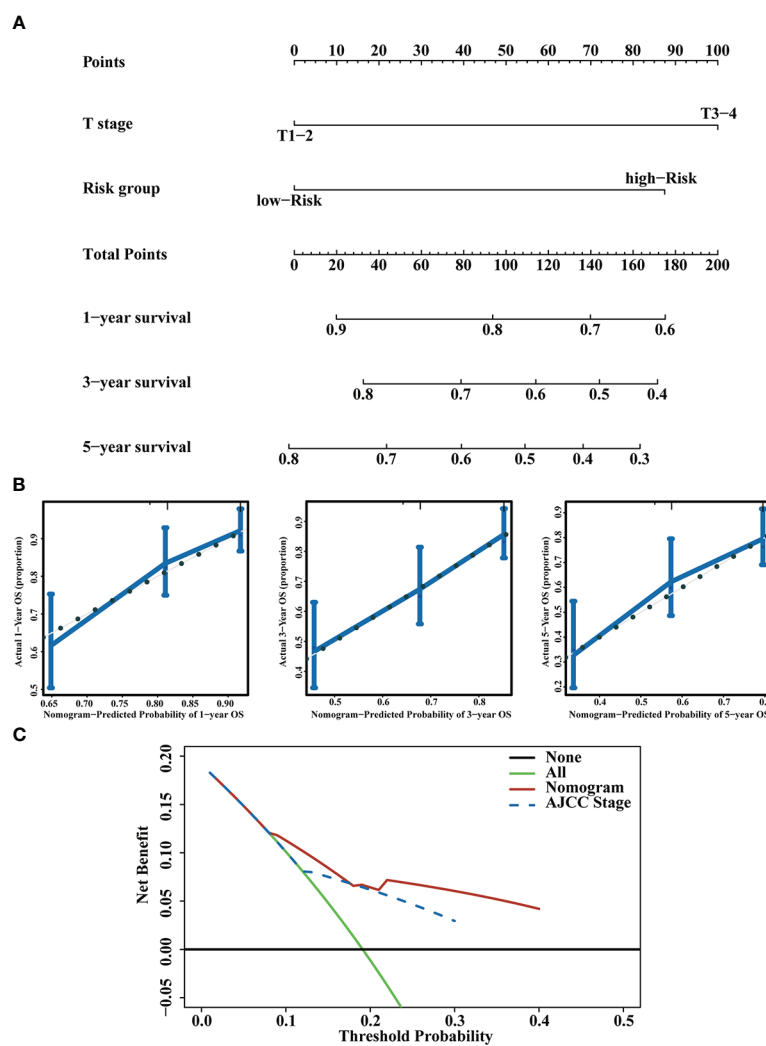 A
Points
0 10 20 30 40 50 60 70 80 90 100
T stage
T3−4
T1−2
Risk group
high−Risk
low−Risk
Total Points
0 20 40 60 80 100 120 140 160 180 200
1−year survival
0.9 0.8 0.7 0.6
3−year survival
0.8 0.7 0.6 0.5 0.4
5−year survival
0.8 0.7 0.6 0.5 0.4 0.3
B
Actual 1−Year OS (proportion)
0.9
0.8
0.7
0.6
0.5
0.65 0.70 0.75 0.80 0.85 0.90
Nomogram−Predicted Probability of 1−year OS
Actual 3−Year OS (proportion)
0.9
0.8
0.7
0.6
0.5
0.4
0.5 0.6 0.7 0.8
Nomogram−Predicted Probability of 3−year OS
Actual 5−Year OS (proportion)
0.9
0.8
0.7
0.6
0.5
0.4
0.3
0.2
0.4 0.5 0.6 0.7
Nomogram−Predicted Probability of 5−year OS
C
Net Benefit
0.20
0.15
0.10
0.05
0.00
−0.05
None
All
Nomogram
AJCC Stage
0.0 0.1 0.2 0.3 0.4 0.5
Threshold Probability